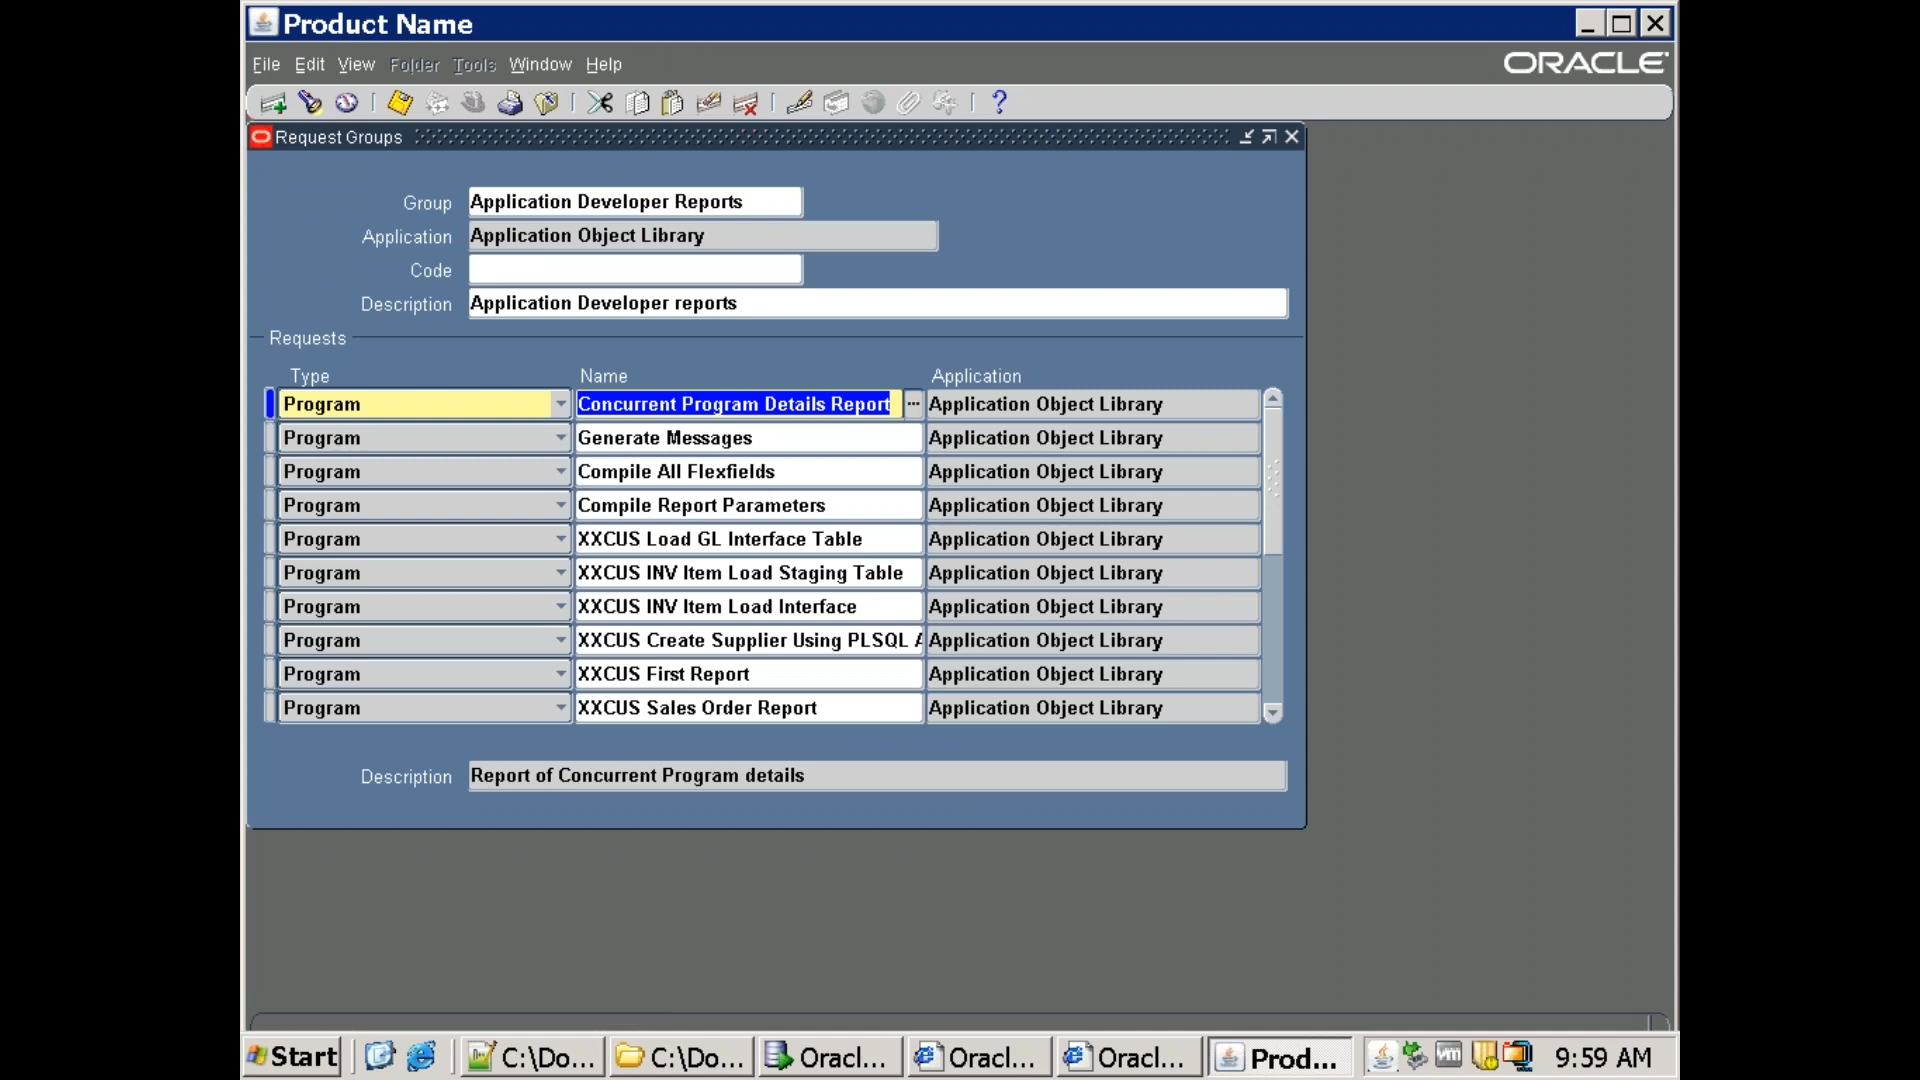 Product Name
File Edit View Folder Tools Window Help
ORACLE
Request Groups
Group Application Developer Reports
Application Application Object Library
Code
Description Application Developer reports
Requests
Type Name Application
Program Concurrent Program Details Report Application Object Library
Program Generate Messages Application Object Library
Program Compile All Flexfields Application Object Library
Program Compile Report Parameters Application Object Library
Program XXCUS Load GL Interface Table Application Object Library
Program XXCUS INV Item Load Staging Table Application Object Library
Program XXCUS INV Item Load Interface Application Object Library
Program XXCUS Create Supplier Using PLSQL A Application Object Library
Program XXCUS First Report Application Object Library
Program XXCUS Sales Order Report Application Object Library
Description Report of Concurrent Program details
Start C:\Do... C:\Do... Oracl... Oracl... Oracl... Prod... 9:59 AM